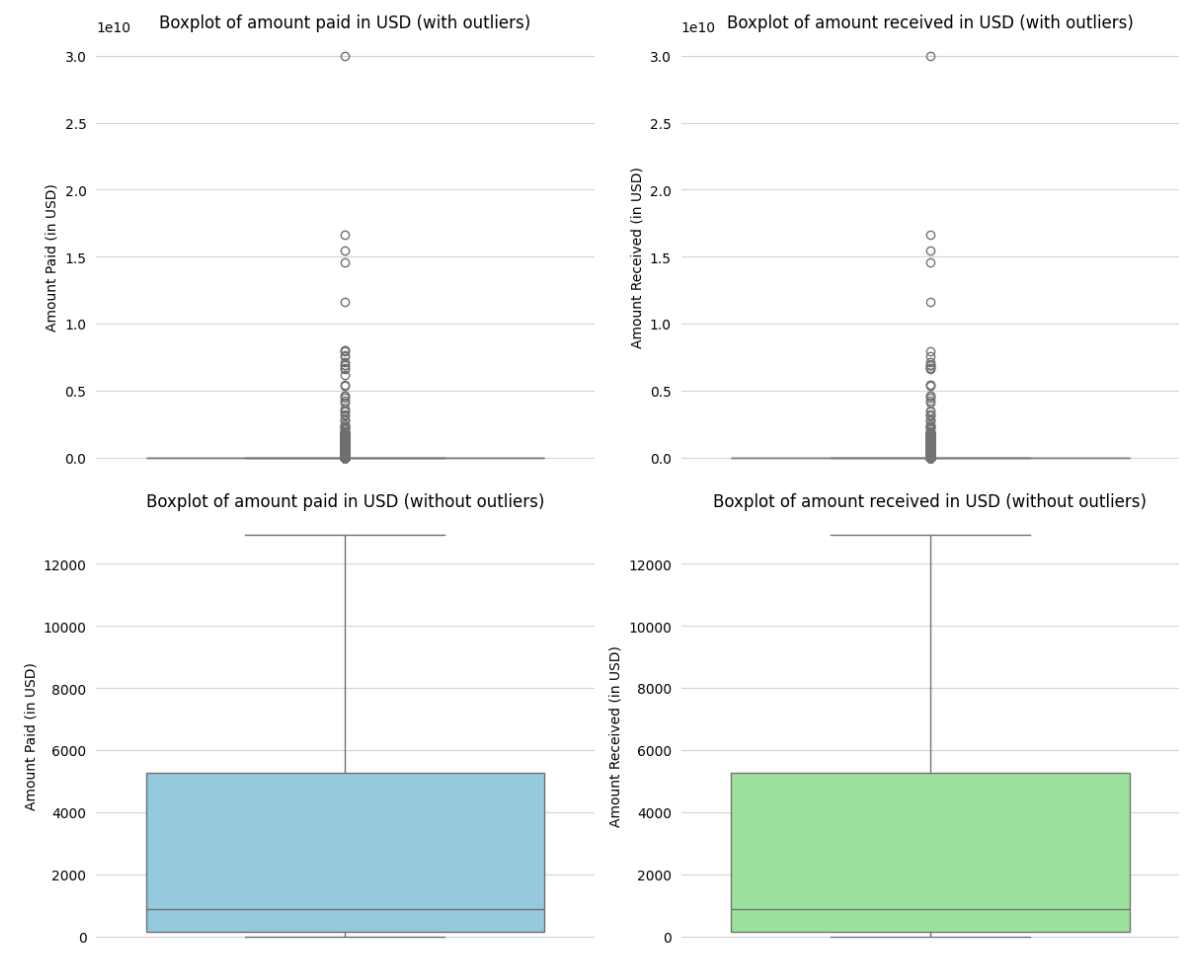 Boxplot of amount paid in USD (with outliers)
1e10
3.0
2.5
2.0
1.5
1.0
0.5
0.0
Amount Paid (in USD)
Boxplot of amount received in USD (with outliers)
1e10
3.0
2.5
2.0
1.5
1.0
0.5
0.0
Amount Received (in USD)
Boxplot of amount paid in USD (without outliers)
12000
10000
8000
6000
4000
2000
0
Amount Paid (in USD)
Boxplot of amount received in USD (without outliers)
12000
10000
8000
6000
4000
2000
0
Amount Received (in USD)